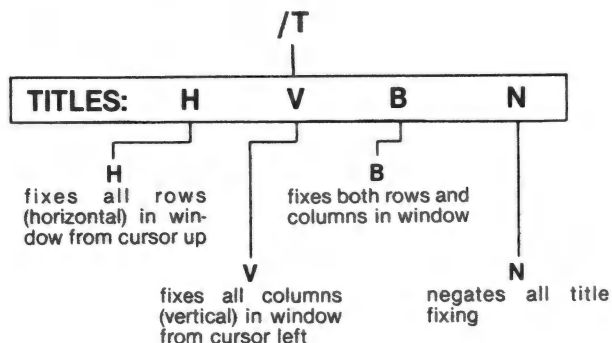 /T
TITLES: H V B N
H
fixes all rows
(horizontal) in win-
dow from cursor up
B
fixes both rows and
columns in window
V
fixes all columns
(vertical) in window
from cursor left
N
negates all title
fixing